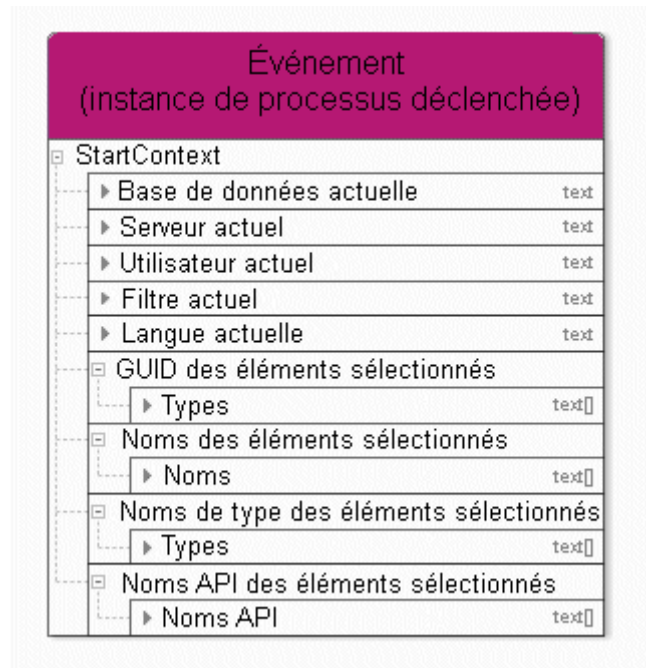 Événement
(instance de processus déclenchée)
StartContext
Base de données actuelle text
Serveur actuel text
Utilisateur actuel text
Filtre actuel text
Langue actuelle text
GUID des éléments sélectionnés
Types text[]
Noms des éléments sélectionnés
Noms text[]
Noms de type des éléments sélectionnés
Types text[]
Noms API des éléments sélectionnés
Noms API text[]